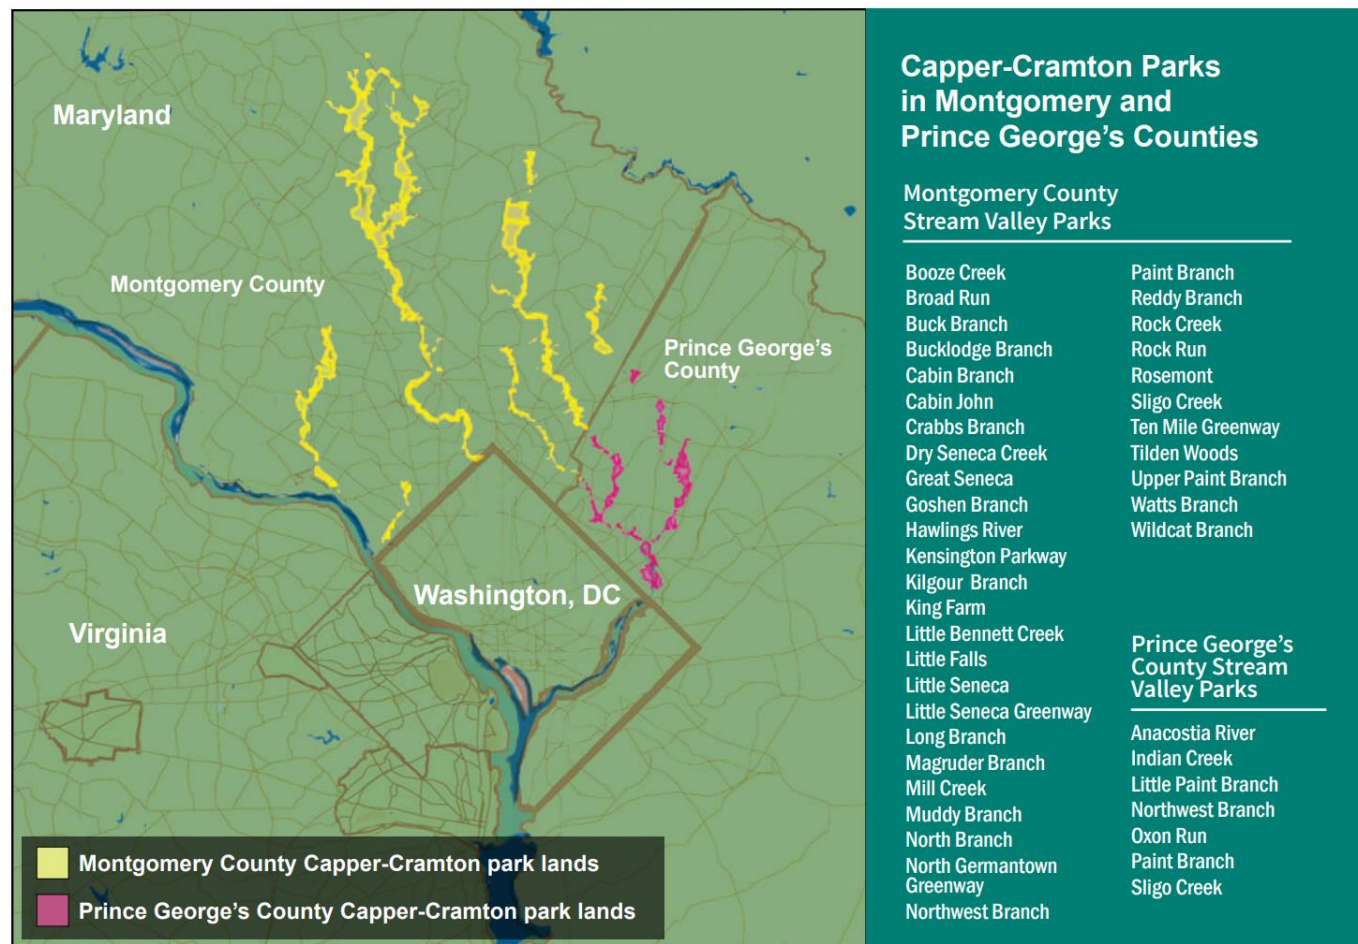 Maryland
Montgomery County
Prince George's
County
Washington, DC
Virginia
Montgomery County Capper-Cramton park lands
Prince George's County Capper-Cramton park lands
Capper-Cramton Parks
in Montgomery and
Prince George's Counties
Montgomery County
Stream Valley Parks
Booze Creek
Broad Run
Buck Branch
Bucklodge Branch
Cabin Branch
Cabin John
Crabbs Branch
Dry Seneca Creek
Great Seneca
Goshen Branch
Hawlings River
Kensington Parkway
Kilgour Branch
King Farm
Little Bennett Creek
Little Falls
Little Seneca
Little Seneca Greenway
Long Branch
Magruder Branch
Mill Creek
Muddy Branch
North Branch
North Germantown
Greenway
Northwest Branch
Paint Branch
Reddy Branch
Rock Creek
Rock Run
Rosemont
Sligo Creek
Ten Mile Greenway
Tilden Woods
Upper Paint Branch
Watts Branch
Wildcat Branch
Prince George's
County Stream
Valley Parks
Anacostia River
Indian Creek
Little Paint Branch
Northwest Branch
Oxon Run
Paint Branch
Sligo Creek